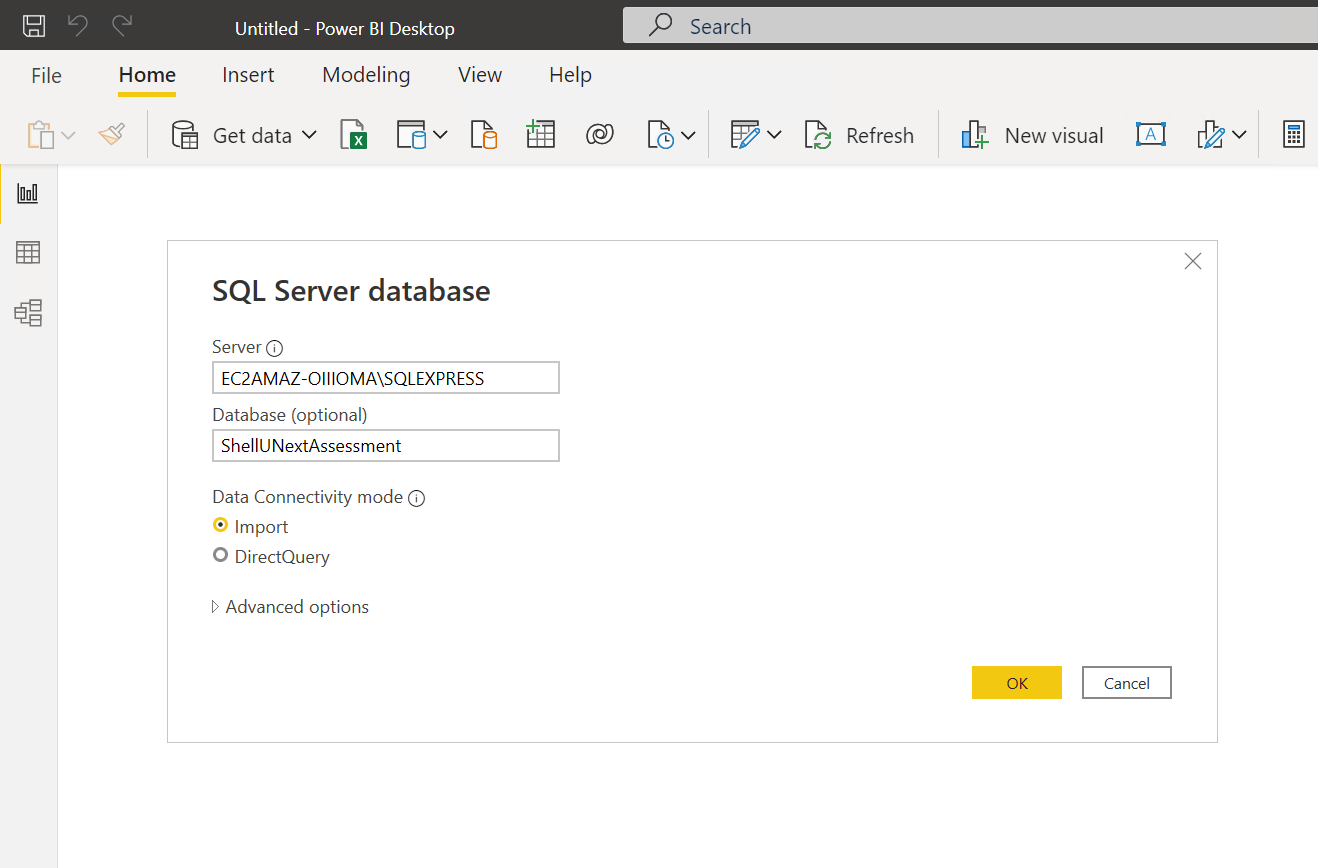 Untitled - Power BI Desktop
Search
File
Home
Insert
Modeling
View
Help
Get data
Refresh
New visual
SQL Server database
Server
EC2AMAZ-OIIIOMA\SQLEXPRESS
Database (optional)
ShellUNextAssessment
Data Connectivity mode
Import
DirectQuery
Advanced options
OK
Cancel